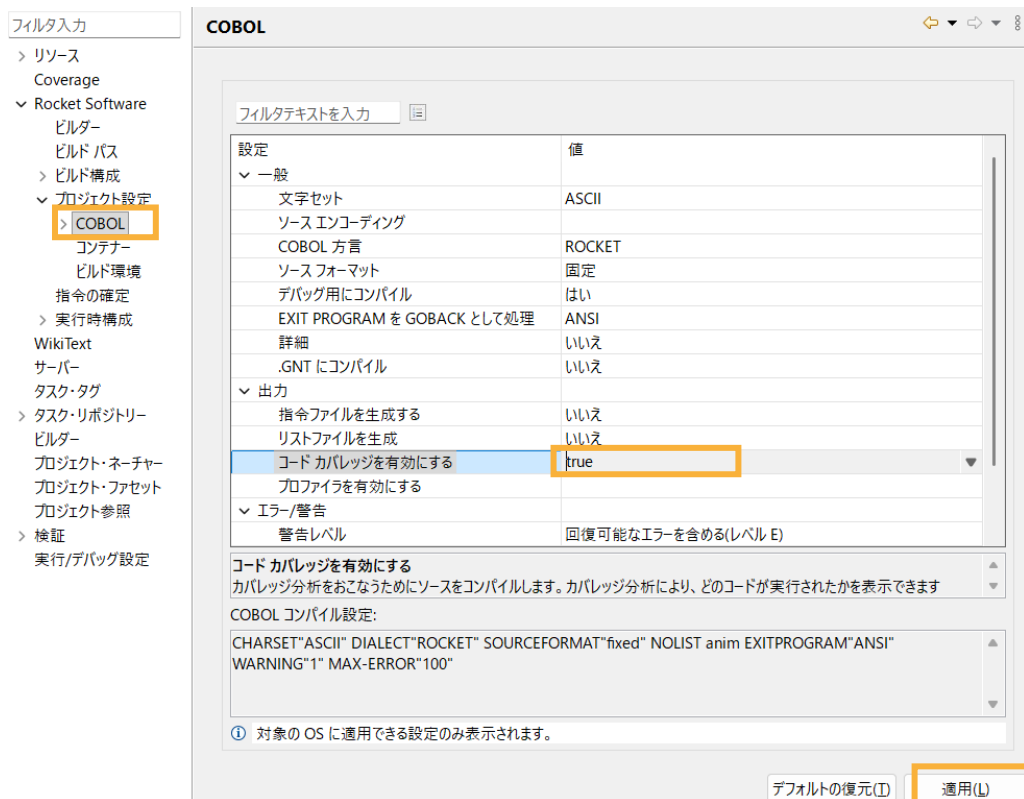 フィルタ入力
リソース
Coverage
Rocket Software
ビルダー
ビルド パス
ビルド構成
プロジェクト設定
COBOL
コンテナー
ビルド環境
指令の確定
実行時構成
WikiText
サーバー
タスク・タグ
タスク・リポジトリー
ビルダー
プロジェクト・ネーチャー
プロジェクト・ファセット
プロジェクト参照
検証
実行/デバッグ設定
COBOL
フィルタテキストを入力
設定 値
一般
文字セット ASCII
ソース エンコーディング
COBOL 方言 ROCKET
ソース フォーマット 固定
デバッグ用にコンパイル はい
EXIT PROGRAM を GOBACK として処理 ANSI
詳細 いいえ
.GNT にコンパイル いいえ
出力
指令ファイルを生成する いいえ
リストファイルを生成 いいえ
コード カバレッジを有効にする true
プロファイラを有効にする
エラー/警告
警告レベル 回復可能なエラーを含める(レベル E)
コード カバレッジを有効にする
カバレッジ分析をおこなうためにソースをコンパイルします。カバレッジ分析により、どのコードが実行されたかを表示できます
COBOL コンパイル設定:
CHARSET"ASCII" DIALECT"ROCKET" SOURCEFORMAT"fixed" NOLIST anim EXITPROGRAM"ANSI"
WARNING"1" MAX-ERROR"100"
対象の OS に適用できる設定のみ表示されます。
デフォルトの復元(T) 適用(L)